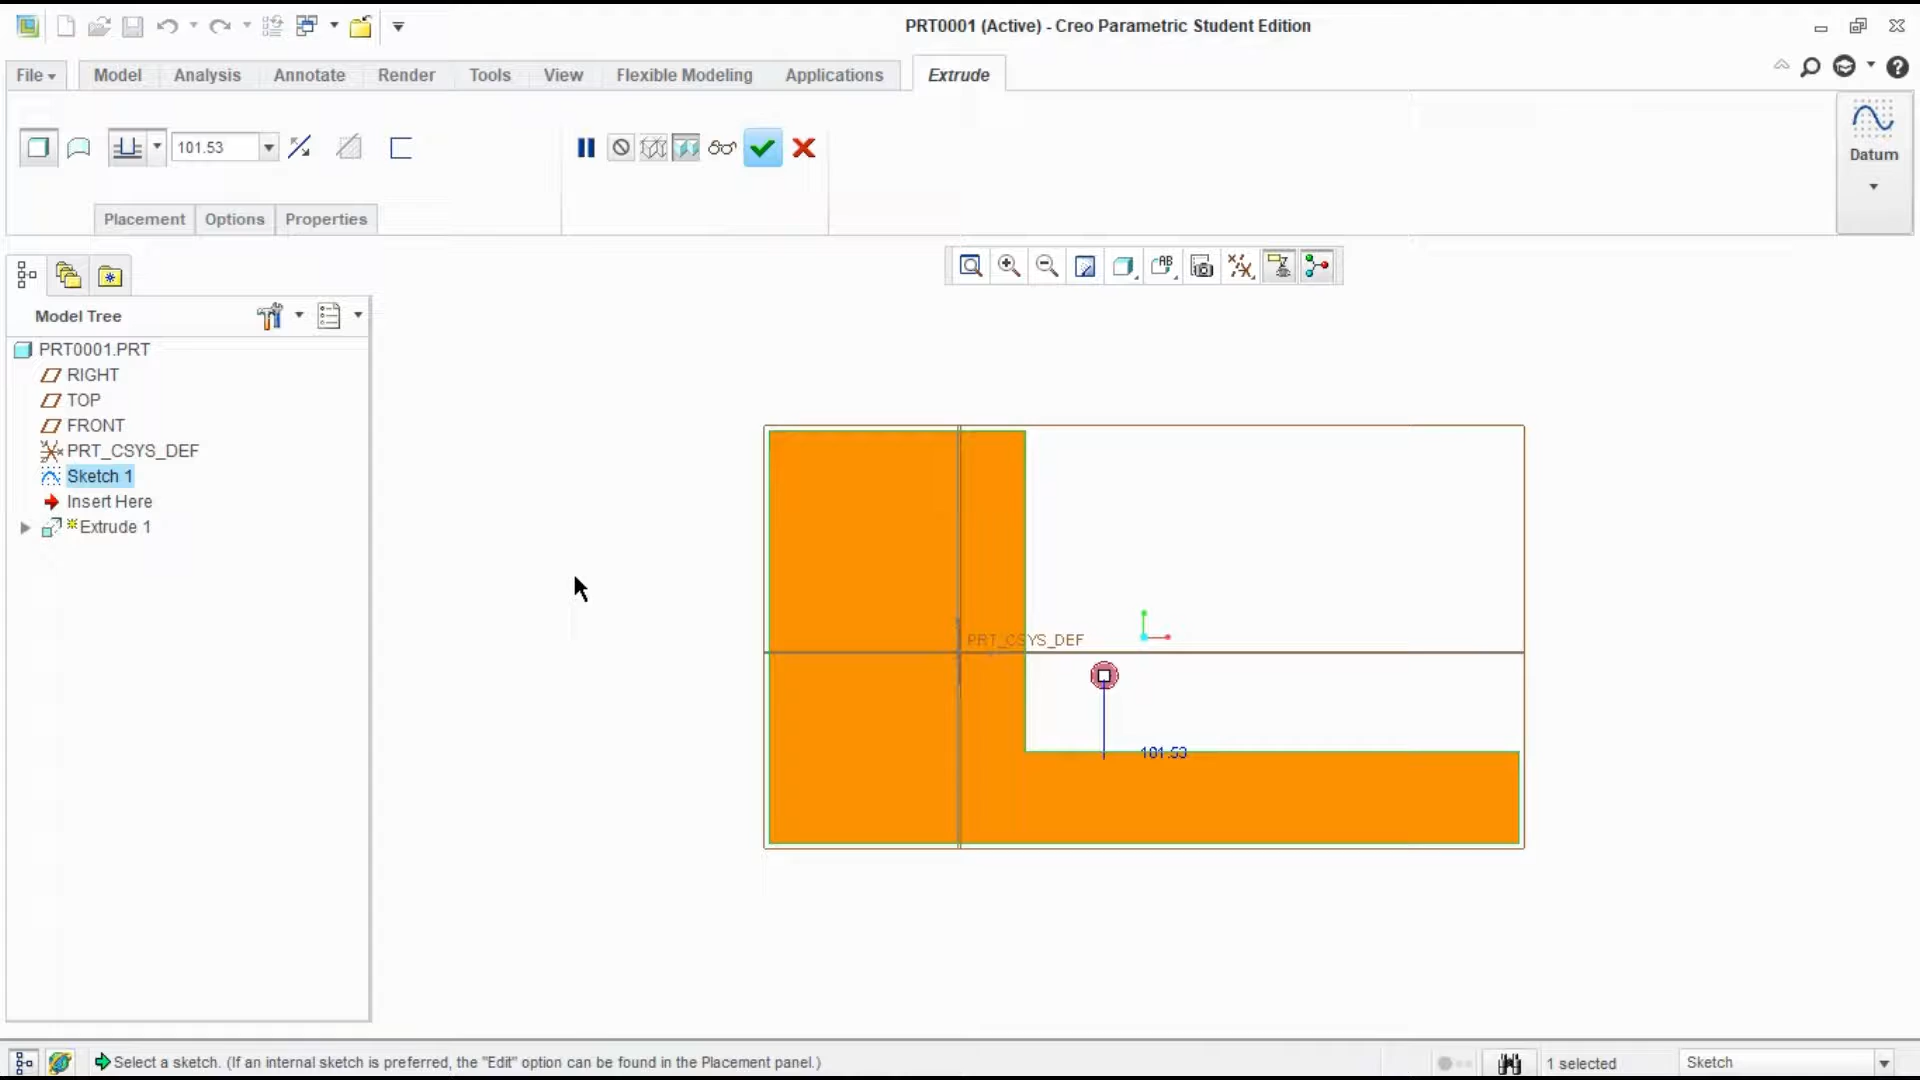 PRT0001 (Active) - Creo Parametric Student Edition
File Model Analysis Annotate Render Tools View Flexible Modeling Applications Extrude
101.53
Datum
Placement Options Properties
AB
Model Tree
PRT0001.PRT
RIGHT
TOP
FRONT
PRT_CSYS_DEF
Sketch 1
Insert Here
Extrude 1
PRT_CSYS_DEF
101.53
Select a sketch. (If an internal sketch is preferred, the "Edit" option can be found in the Placement panel.)
1 selected
Sketch